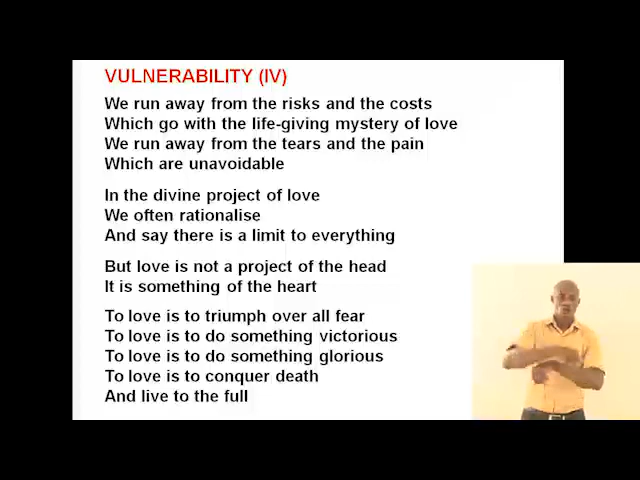 VULNERABILITY (IV)
We run away from the risks and the costs
Which go with the life-giving mystery of love
We run away from the tears and the pain
Which are unavoidable
In the divine project of love
We often rationalise
And say there is a limit to everything
But love is not a project of the head
It is something of the heart
To love is to triumph over all fear
To love is to do something victorious
To love is to do something glorious
To love is to conquer death
And live to the full